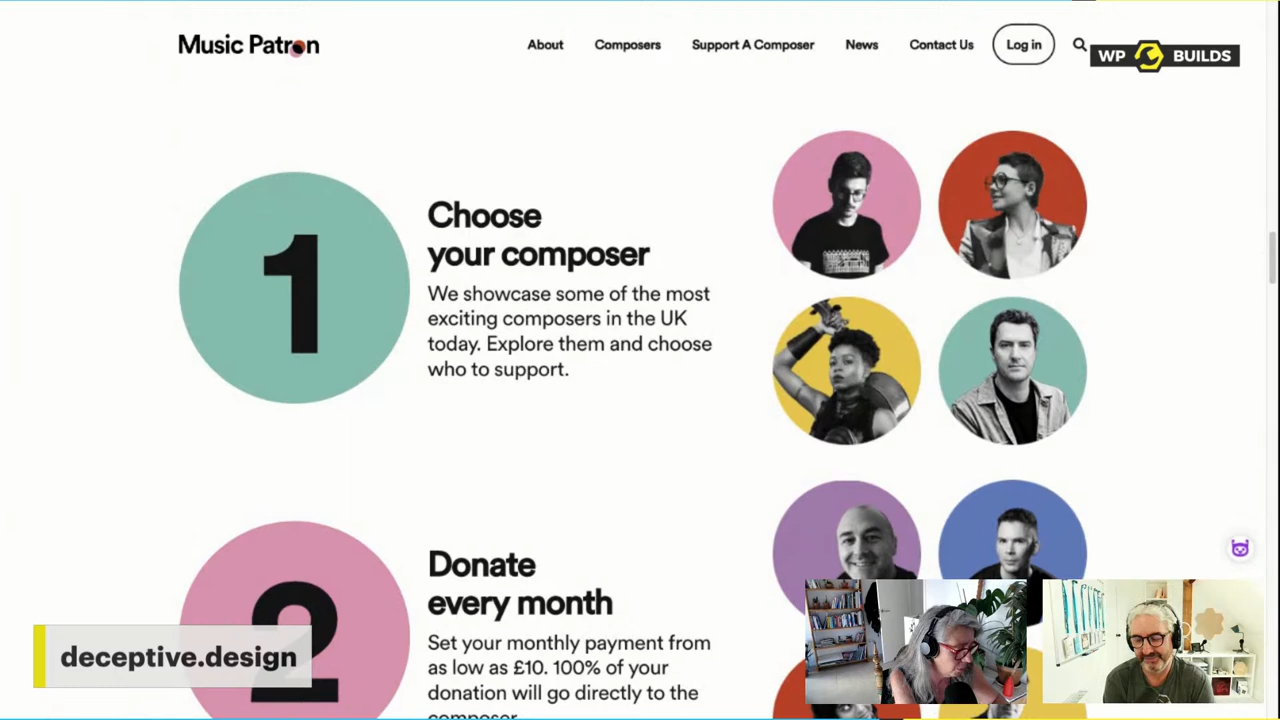 Music Patron
About
Composers
Support A Composer
News
Contact Us
Log in
WP BUILDS
1
Choose
your composer
We showcase some of the most
exciting composers in the UK
today. Explore them and choose
who to support.
2
Donate
every month
Set your monthly payment from
as low as £10. 100% of your
donation will go directly to the
composer.
deceptive.design